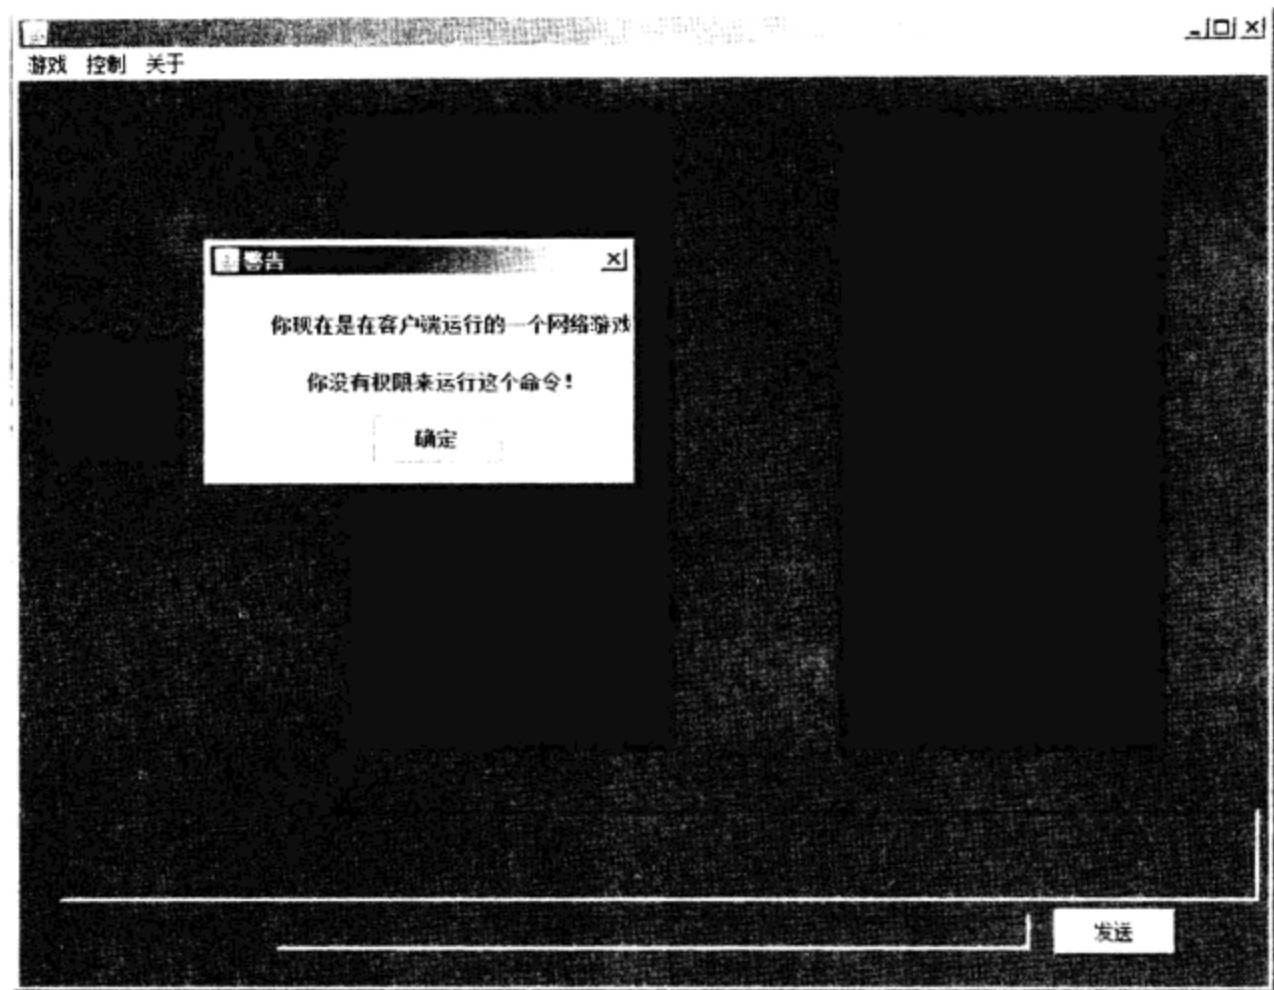 游戏 控制 关于
警告
你现在是在客户端运行的一个网络游戏
你没有权限来运行这个命令!
确定
发送